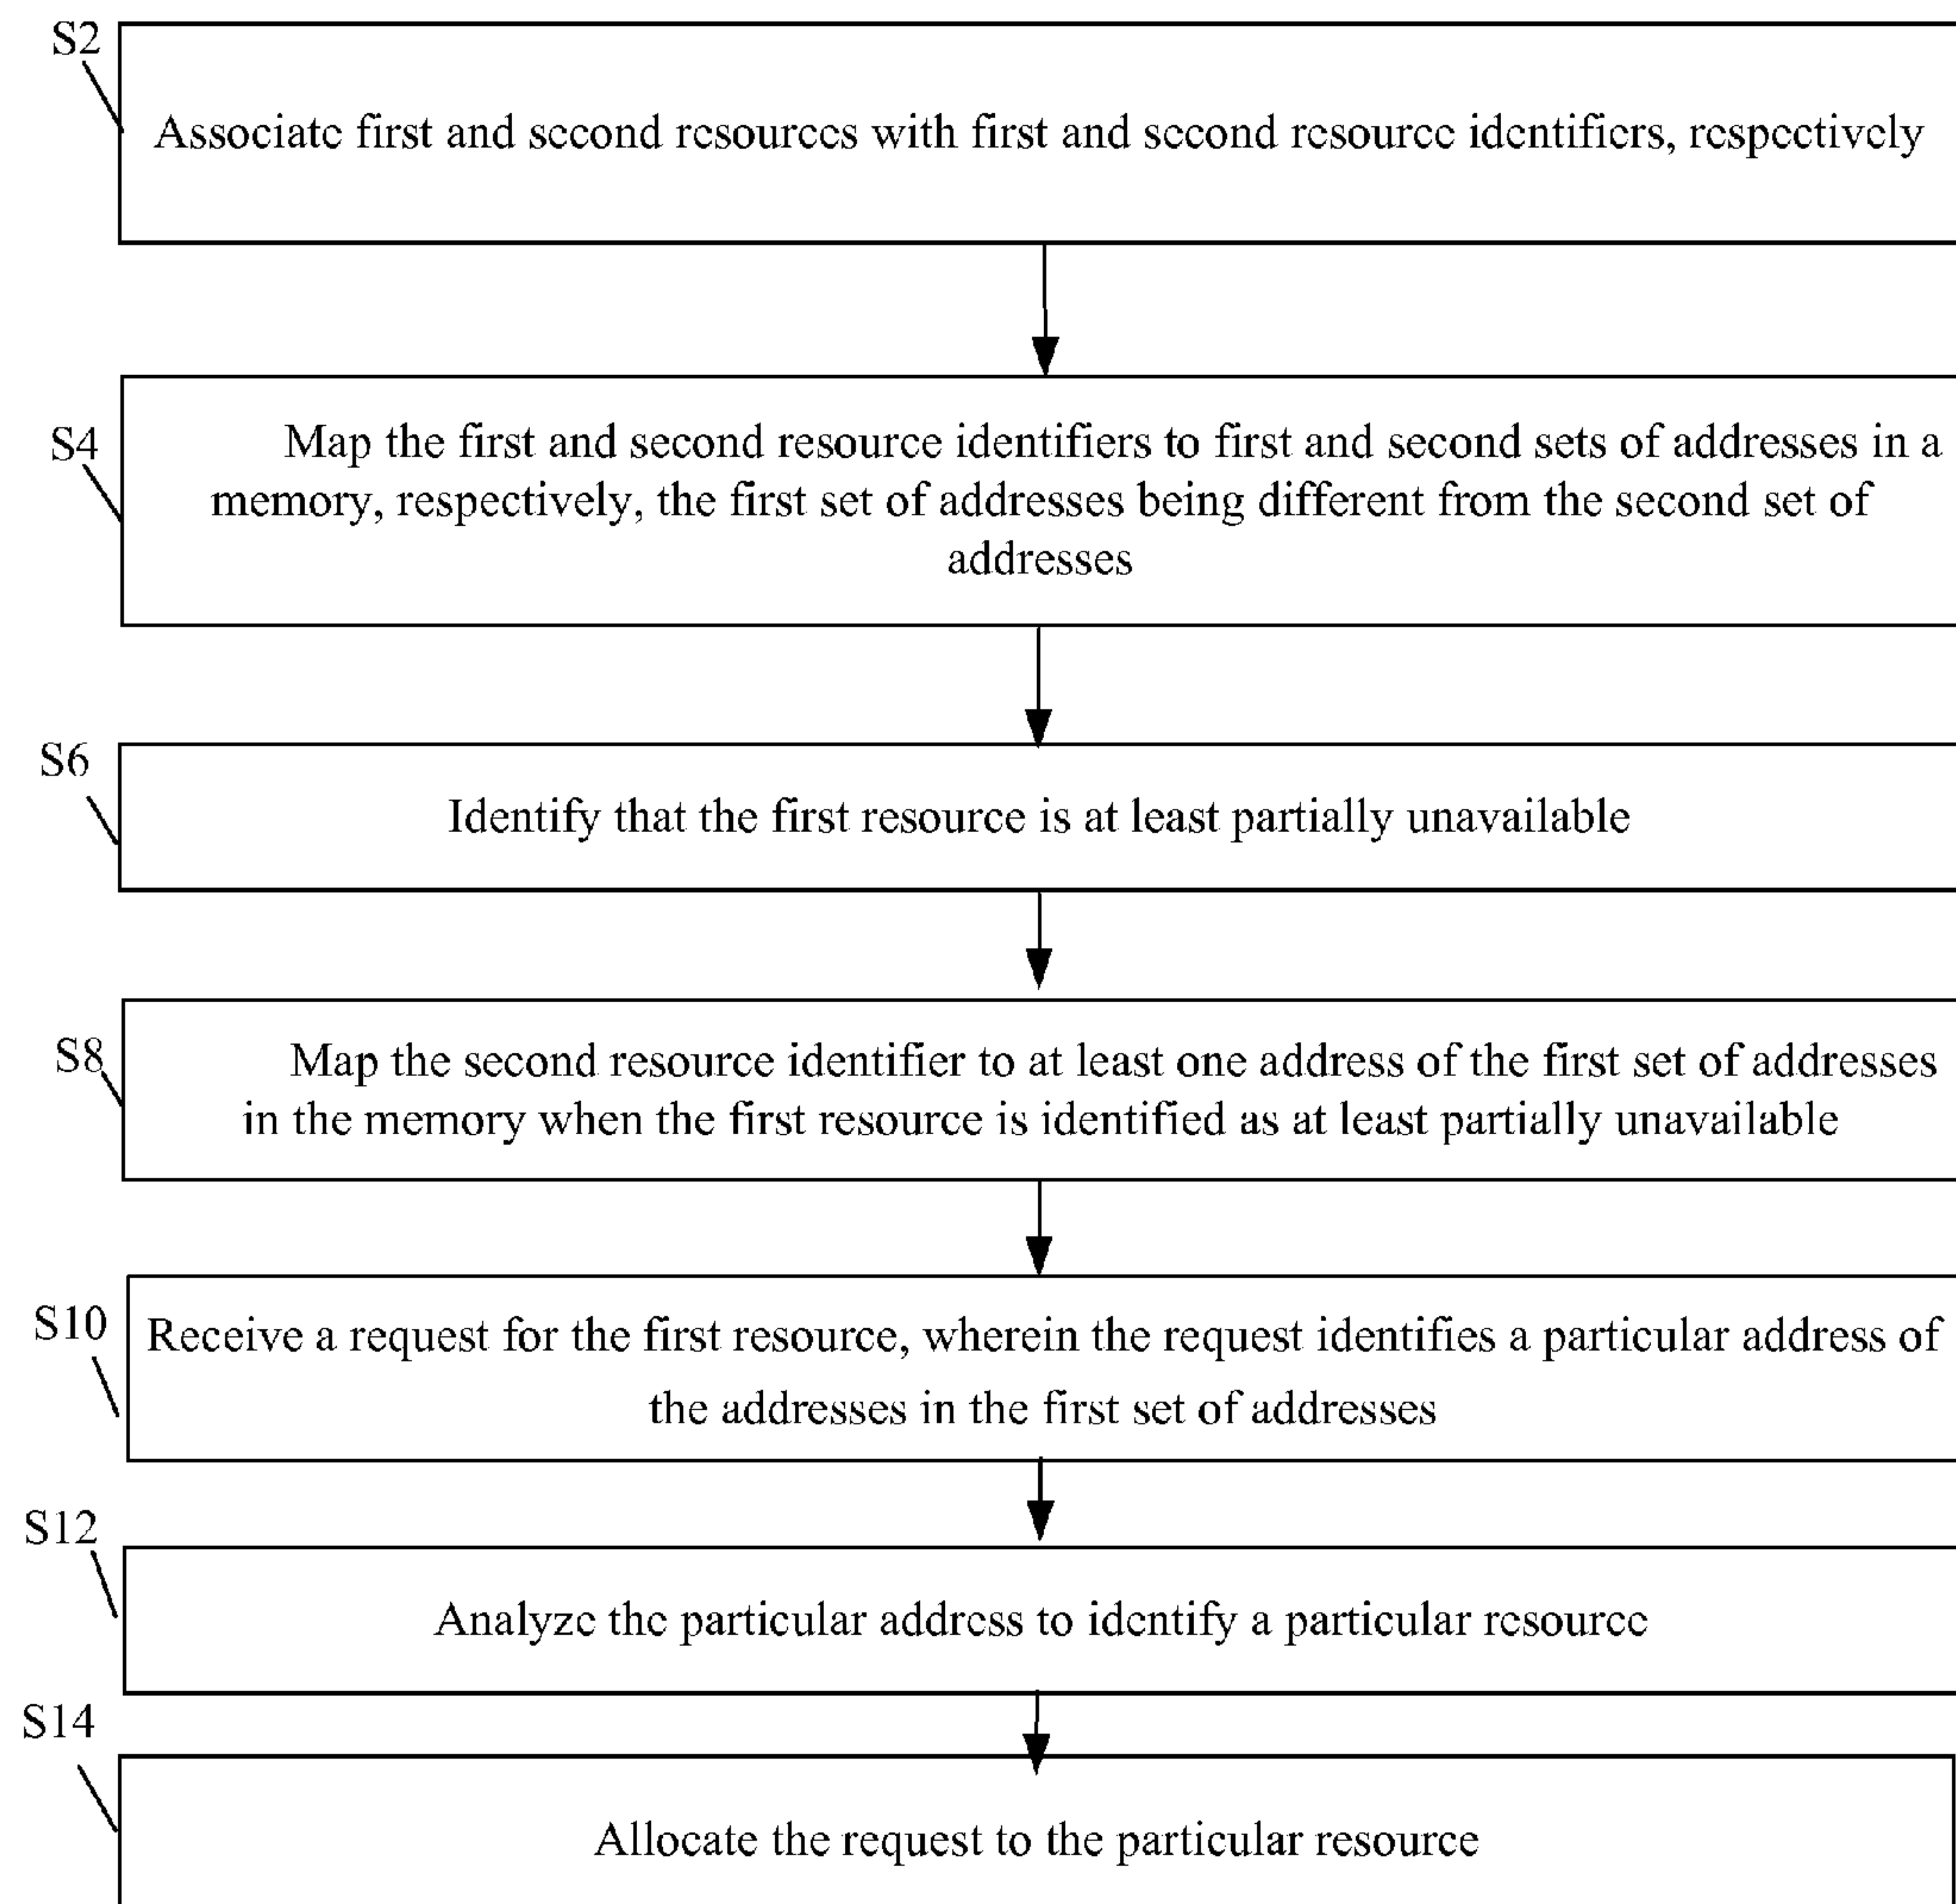 S2
Associate first and second resources with first and second resource identifiers, respectively
S4
Map the first and second resource identifiers to first and second sets of addresses in a
memory, respectively, the first set of addresses being different from the second set of
addresses
S6
Identify that the first resource is at least partially unavailable
S8
Map the second resource identifier to at least one address of the first set of addresses
in the memory when the first resource is identified as at least partially unavailable
S10
Receive a request for the first resource, wherein the request identifies a particular address of
the addresses in the first set of addresses
S12
Analyze the particular address to identify a particular resource
S14
Allocate the request to the particular resource